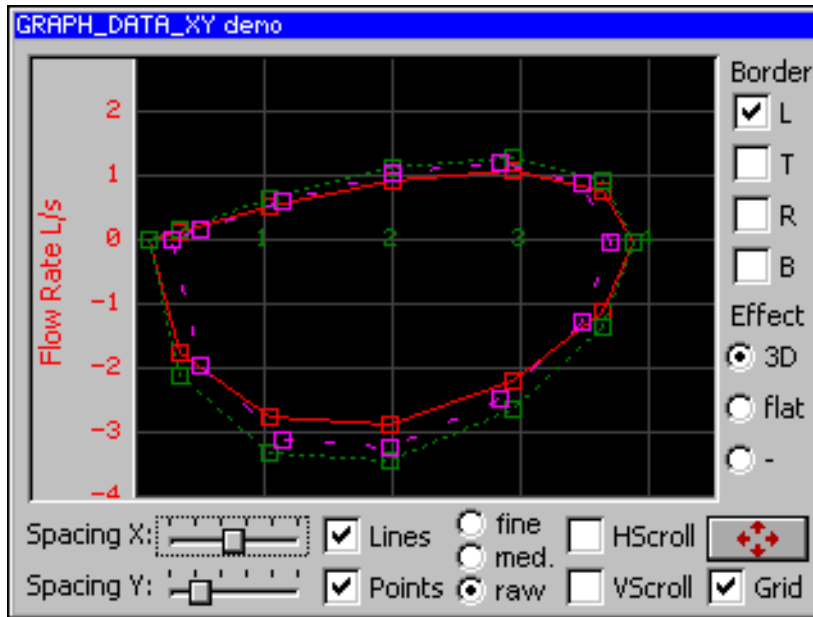 GRAPH_DATA_XY demo
Border
L
T
R
B
Effect
3D
flat
-
Flow Rate L/s
2
1
0
-1
-2
-3
-4
1 2 3 4
Spacing X:
Lines
fine
med.
raw
HScroll
Spacing Y:
Points
VScroll
Grid